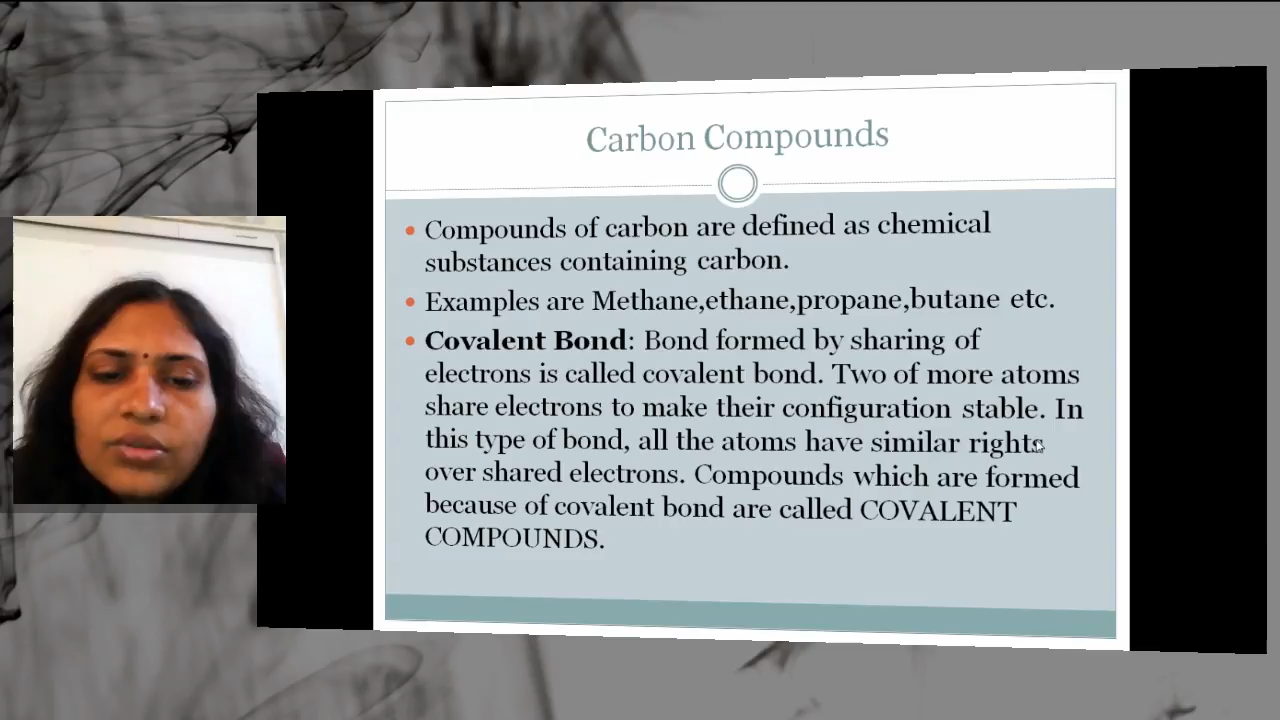 Carbon Compounds
Compounds of carbon are defined as chemical
substances containing carbon.
Examples are Methane,ethane,propane,butane etc.
Covalent Bond: Bond formed by sharing of
electrons is called covalent bond. Two of more atoms
share electrons to make their configuration stable. In
this type of bond, all the atoms have similar rights
over shared electrons. Compounds which are formed
because of covalent bond are called COVALENT
COMPOUNDS.